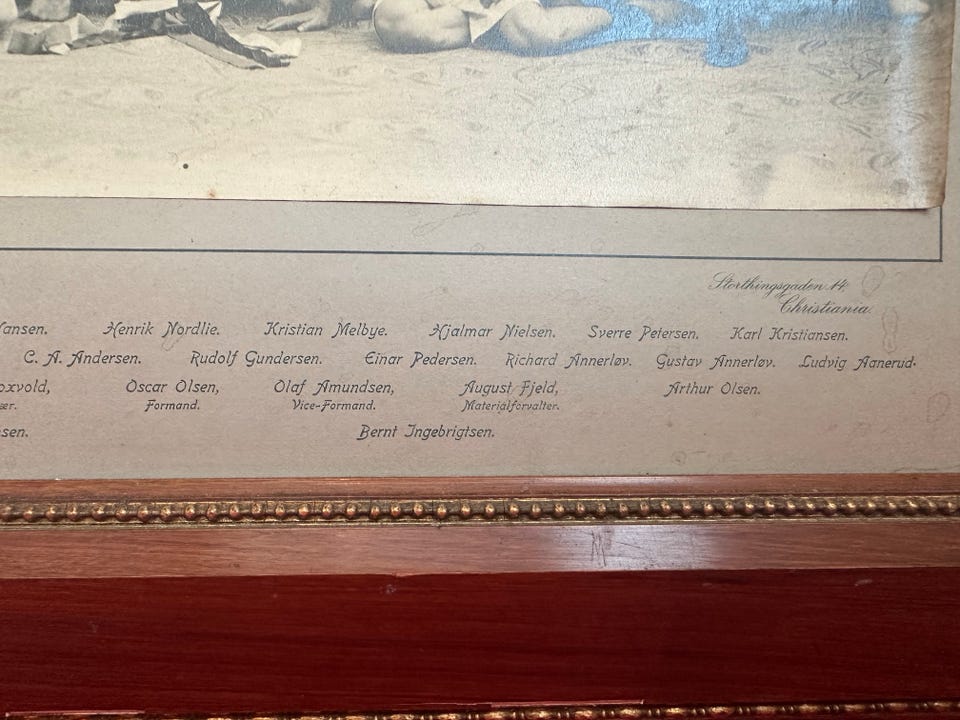 Storthingsgaden 14.
Christiania.
Henrik Nordlie. Kristian Melbye. Hjalmar Nielsen. Sverre Petersen. Karl Kristiansen.
C. A. Andersen. Rudolf Gundersen. Einar Pedersen. Richard Annerløv. Gustav Annerløv. Ludvig Aanerud.
Oscar Olsen, Olaf Amundsen, August Fjeld, Arthur Olsen.
Formand. Vice-Formand. Materialforvalter.
Bernt Ingebrigtsen.